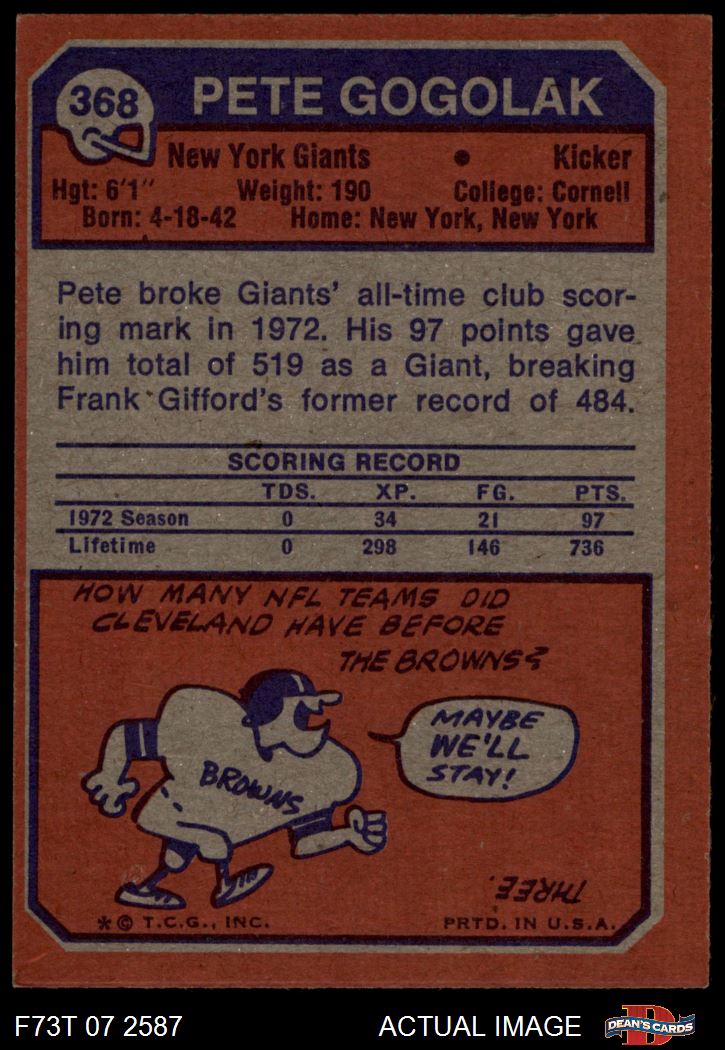 368 PETE GOGOLAK
New York Giants • Kicker
Hgt: 6'1" Weight: 190 College: Cornell
Born: 4-18-42 Home: New York, New York
Pete broke Giants' all-time club scor-
ing mark in 1972. His 97 points gave
him total of 519 as a Giant, breaking
Frank Gifford's former record of 484.
SCORING RECORD
TDS. XP. FG. PTS.
1972 Season 0 34 21 97
Lifetime 0 298 146 736
HOW MANY NFL TEAMS DID
CLEVELAND HAVE BEFORE
THE BROWNS?
MAYBE
WE'LL
STAY!
BROWNS
THREE.
* © T.C.G., INC. PRTD. IN U.S.A.
F73T 07 2587 ACTUAL IMAGE D DEAN'S CARDS